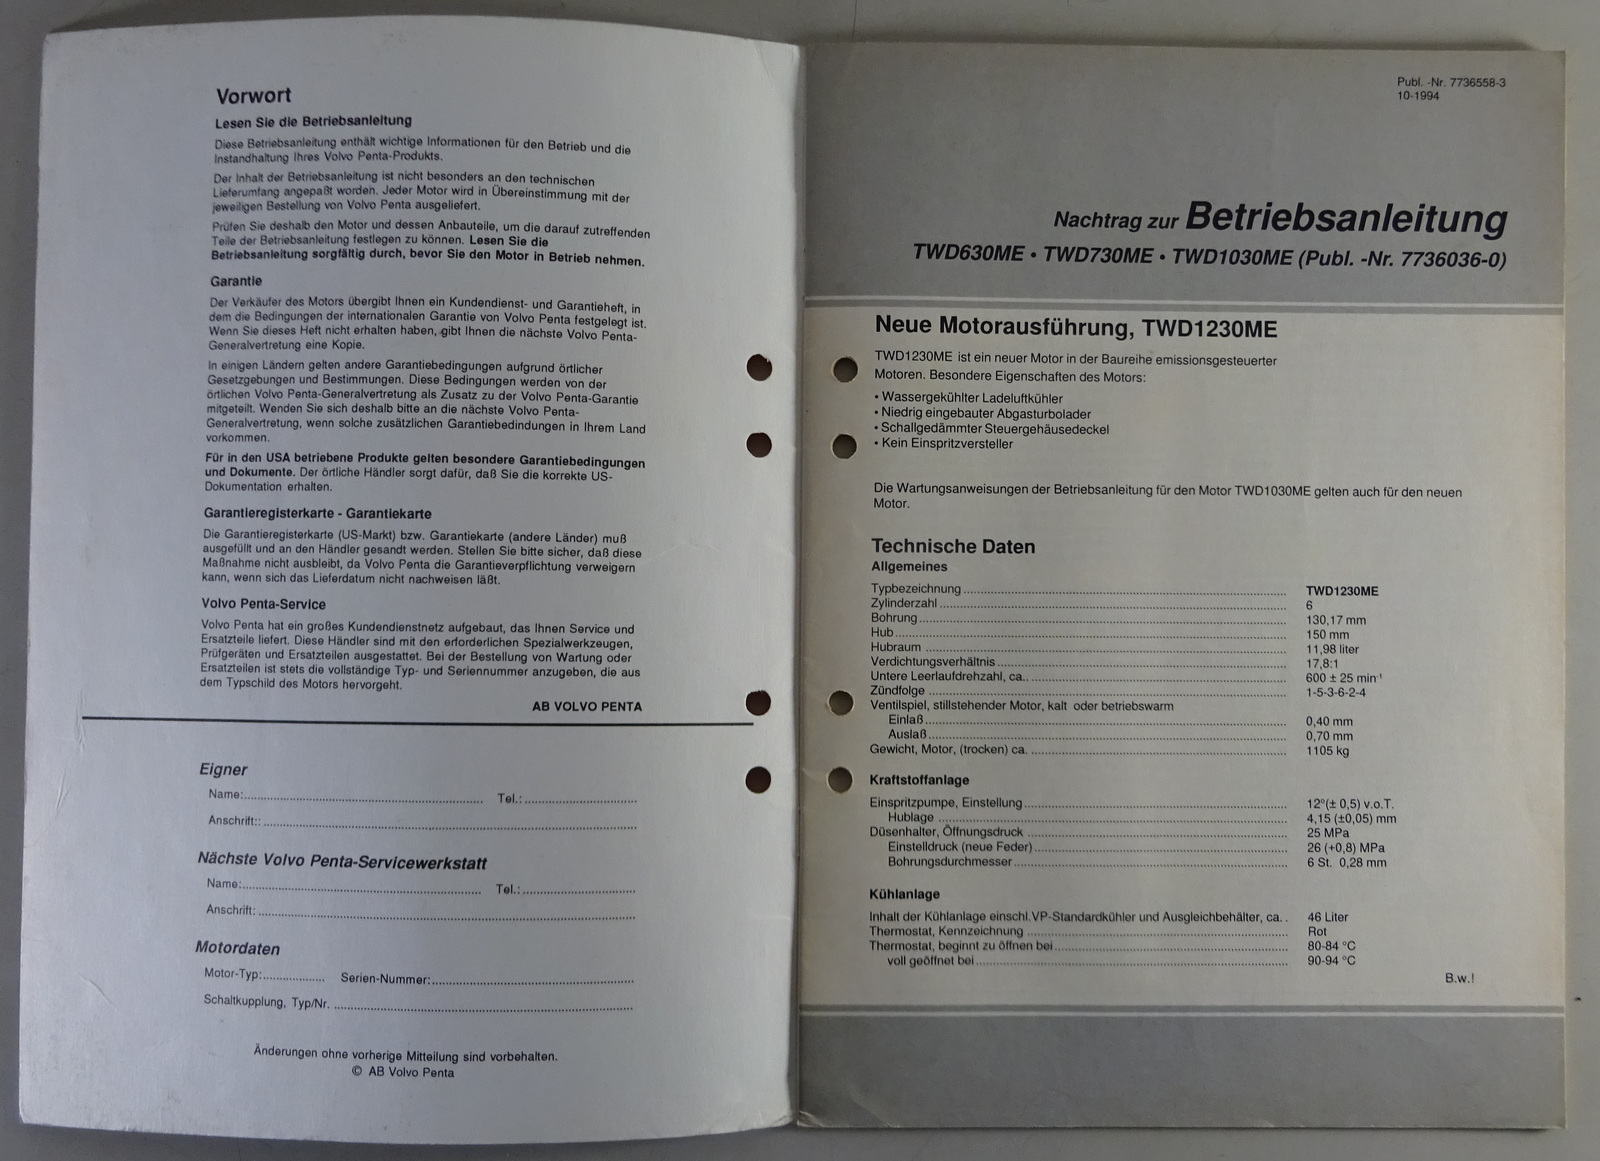 Vorwort
Lesen Sie die Betriebsanleitung
Diese Betriebsanleitung enthält wichtige Informationen für den Betrieb und die
Instandhaltung Ihres Volvo Penta-Produkts.
Der Inhalt der Betriebsanleitung ist nicht besonders an den technischen
Lieferumfang angepaßt worden. Jeder Motor wird in Übereinstimmung mit der
jeweiligen Bestellung von Volvo Penta ausgeliefert.
Prüfen Sie deshalb den Motor und dessen Anbauteile, um die darauf zutreffenden
Teile der Betriebsanleitung festlegen zu können. Lesen Sie die
Betriebsanleitung sorgfältig durch, bevor Sie den Motor in Betrieb nehmen.
Garantie
Der Verkäufer des Motors übergibt Ihnen ein Kundendienst- und Garantieheft, in
dem die Bedingungen der internationalen Garantie von Volvo Penta festgelegt ist.
Wenn Sie dieses Heft nicht erhalten haben, gibt Ihnen die nächste Volvo Penta-
Generalvertretung eine Kopie.
In einigen Ländern gelten andere Garantiebedingungen aufgrund örtlicher
Gesetzgebungen und Bestimmungen. Diese Bedingungen werden von der
örtlichen Volvo Penta-Generalvertretung als Zusatz zu der Volvo Penta-Garantie
mitgeteilt. Wenden Sie sich deshalb bitte an die nächste Volvo Penta-
Generalvertretung, wenn solche zusätzlichen Garantiebedindungen in Ihrem Land
vorkommen.
Für in den USA betriebene Produkte gelten besondere Garantiebedingungen
und Dokumente. Der örtliche Händler sorgt dafür, daß Sie die korrekte US-
Dokumentation erhalten.
Garantieregisterkarte - Garantiekarte
Die Garantieregisterkarte (US-Markt) bzw. Garantiekarte (andere Länder) muß
ausgefüllt und an den Händler gesandt werden. Stellen Sie bitte sicher, daß diese
Maßnahme nicht ausbleibt, da Volvo Penta die Garantieverpflichtung verweigern
kann, wenn sich das Lieferdatum nicht nachweisen läßt.
Volvo Penta-Service
Volvo Penta hat ein großes Kundendienstnetz aufgebaut, das Ihnen Service und
Ersatzteile liefert. Diese Händler sind mit den erforderlichen Spezialwerkzeugen,
Prüfgeräten und Ersatzteilen ausgestattet. Bei der Bestellung von Wartung oder
Ersatzteilen ist stets die vollständige Typ- und Seriennummer anzugeben, die aus
dem Typschild des Motors hervorgeht.
AB VOLVO PENTA
Eigner
Name:.................... Tel.:....................
Anschrift::....................
Nächste Volvo Penta-Servicewerkstatt
Name:.................... Tel.:....................
Anschrift:....................
Motordaten
Motor-Typ:.................... Serien-Nummer:....................
Schaltkupplung, Typ/Nr. ....................
Änderungen ohne vorherige Mitteilung sind vorbehalten.
© AB Volvo Penta
Publ. -Nr. 7736558-3
10-1994
Nachtrag zur Betriebsanleitung
TWD630ME • TWD730ME • TWD1030ME (Publ. -Nr. 7736036-0)
Neue Motorausführung, TWD1230ME
TWD1230ME ist ein neuer Motor in der Baureihe emissionsgesteuerter
Motoren. Besondere Eigenschaften des Motors:
• Wassergekühlter Ladeluftkühler
• Niedrig eingebauter Abgasturbolader
• Schallgedämmter Steuergehäusedeckel
• Kein Einspritzversteller
Die Wartungsanweisungen der Betriebsanleitung für den Motor TWD1030ME gelten auch für den neuen
Motor.
Technische Daten
Allgemeines
Typbezeichnung.................... TWD1230ME
Zylinderzahl.................... 6
Bohrung.................... 130,17 mm
Hub.................... 150 mm
Hubraum .................... 11,98 liter
Verdichtungsverhältnis.................... 17,8:1
Untere Leerlaufdrehzahl, ca...................... 600 ± 25 min⁻¹
Zündfolge .................... 1-5-3-6-2-4
Ventilspiel, stillstehender Motor, kalt oder betriebswarm
Einlaß.................... 0,40 mm
Auslaß.................... 0,70 mm
Gewicht, Motor, (trocken) ca. .................... 1105 kg
Kraftstoffanlage
Einspritzpumpe, Einstellung.................... 12°(± 0,5) v.o.T.
Hublage .................... 4,15 (±0,05) mm
Düsenhalter, Öffnungsdruck .................... 25 MPa
Einstelldruck (neue Feder).................... 26 (+0,8) MPa
Bohrungsdurchmesser.................... 6 St. 0,28 mm
Kühlanlage
Inhalt der Kühlanlage einschl.VP-Standardkühler und Ausgleichbehälter, ca. . 46 Liter
Thermostat, Kennzeichnung .................... Rot
Thermostat, beginnt zu öffnen bei.................... 80-84 °C
voll geöffnet bei.................... 90-94 °C
B.w.!